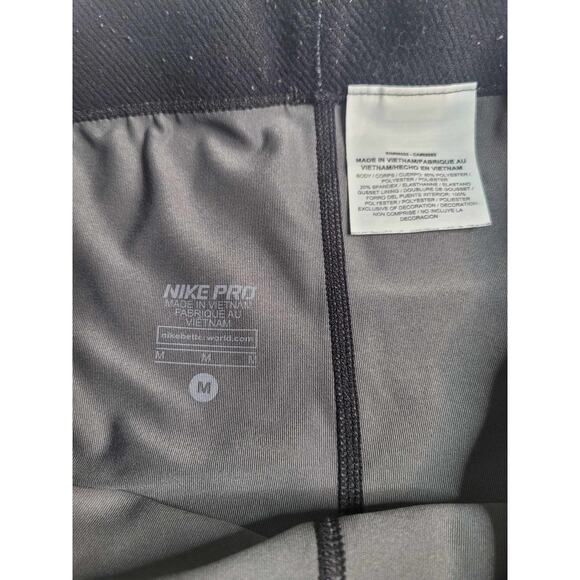 MADE IN VIETNAM/FABRIQUE AU
VIETNAM/HECHO EN VIETNAM
BODY / CORPS / CUERPO: 80% POLYESTER /
POLYESTER / POLIESTER
20% SPANDEX / ELASTHANNE / ELASTANO
GUSSET LINING / DOUBLURE DE GOUSSET /
FORRO DEL PUENTE INTERIOR: 100%
POLYESTER / POLYESTER / POLIESTER
EXCLUSIVE OF DECORATION / DECORATION
NON COMPRISE / NO INCLUYE LA
DECORACION
NIKE PRO
MADE IN VIETNAM
FABRIQUE AU
VIETNAM
nikebetterworld.com
M M M
M